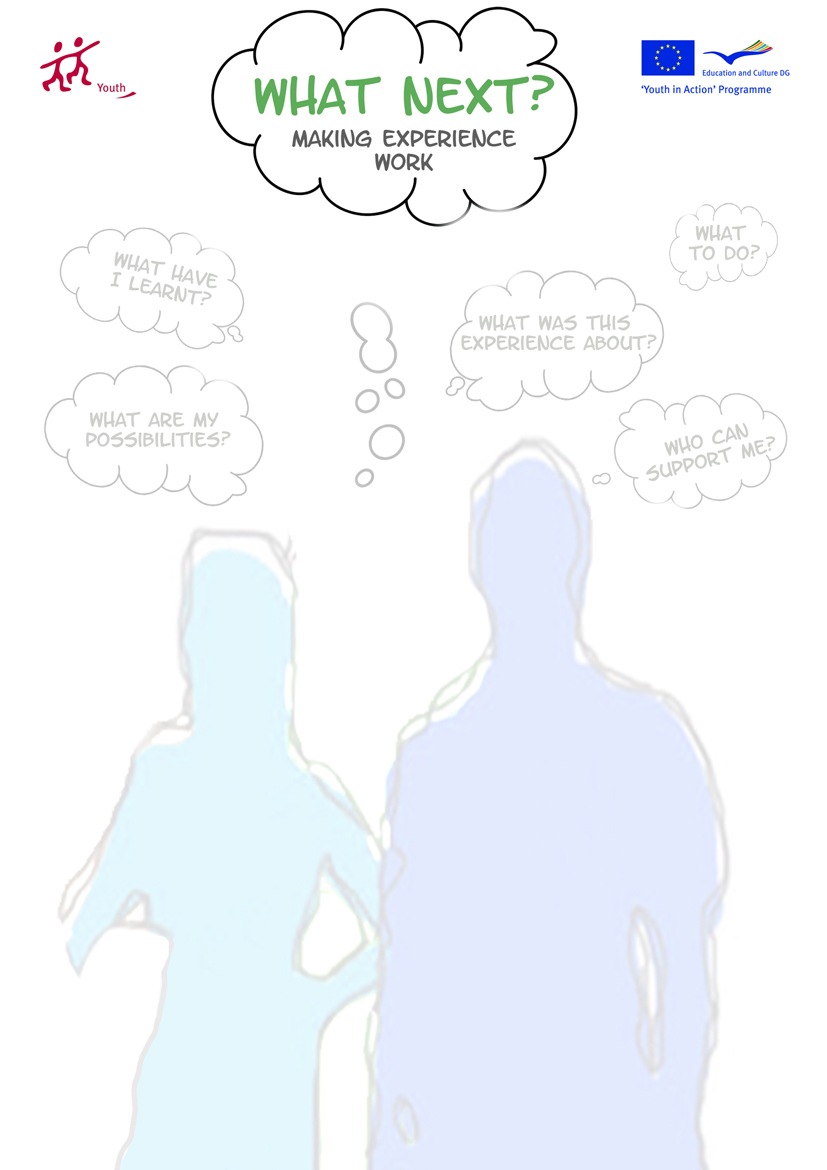 Youth
WHAT NEXT?
MAKING EXPERIENCE
WORK
Education and Culture DG
'Youth in Action' Programme
WHAT HAVE
I LEARNT?
WHAT
TO DO?
WHAT WAS THIS
EXPERIENCE ABOUT?
WHAT ARE MY
POSSIBILITIES?
WHO CAN
SUPPORT ME?